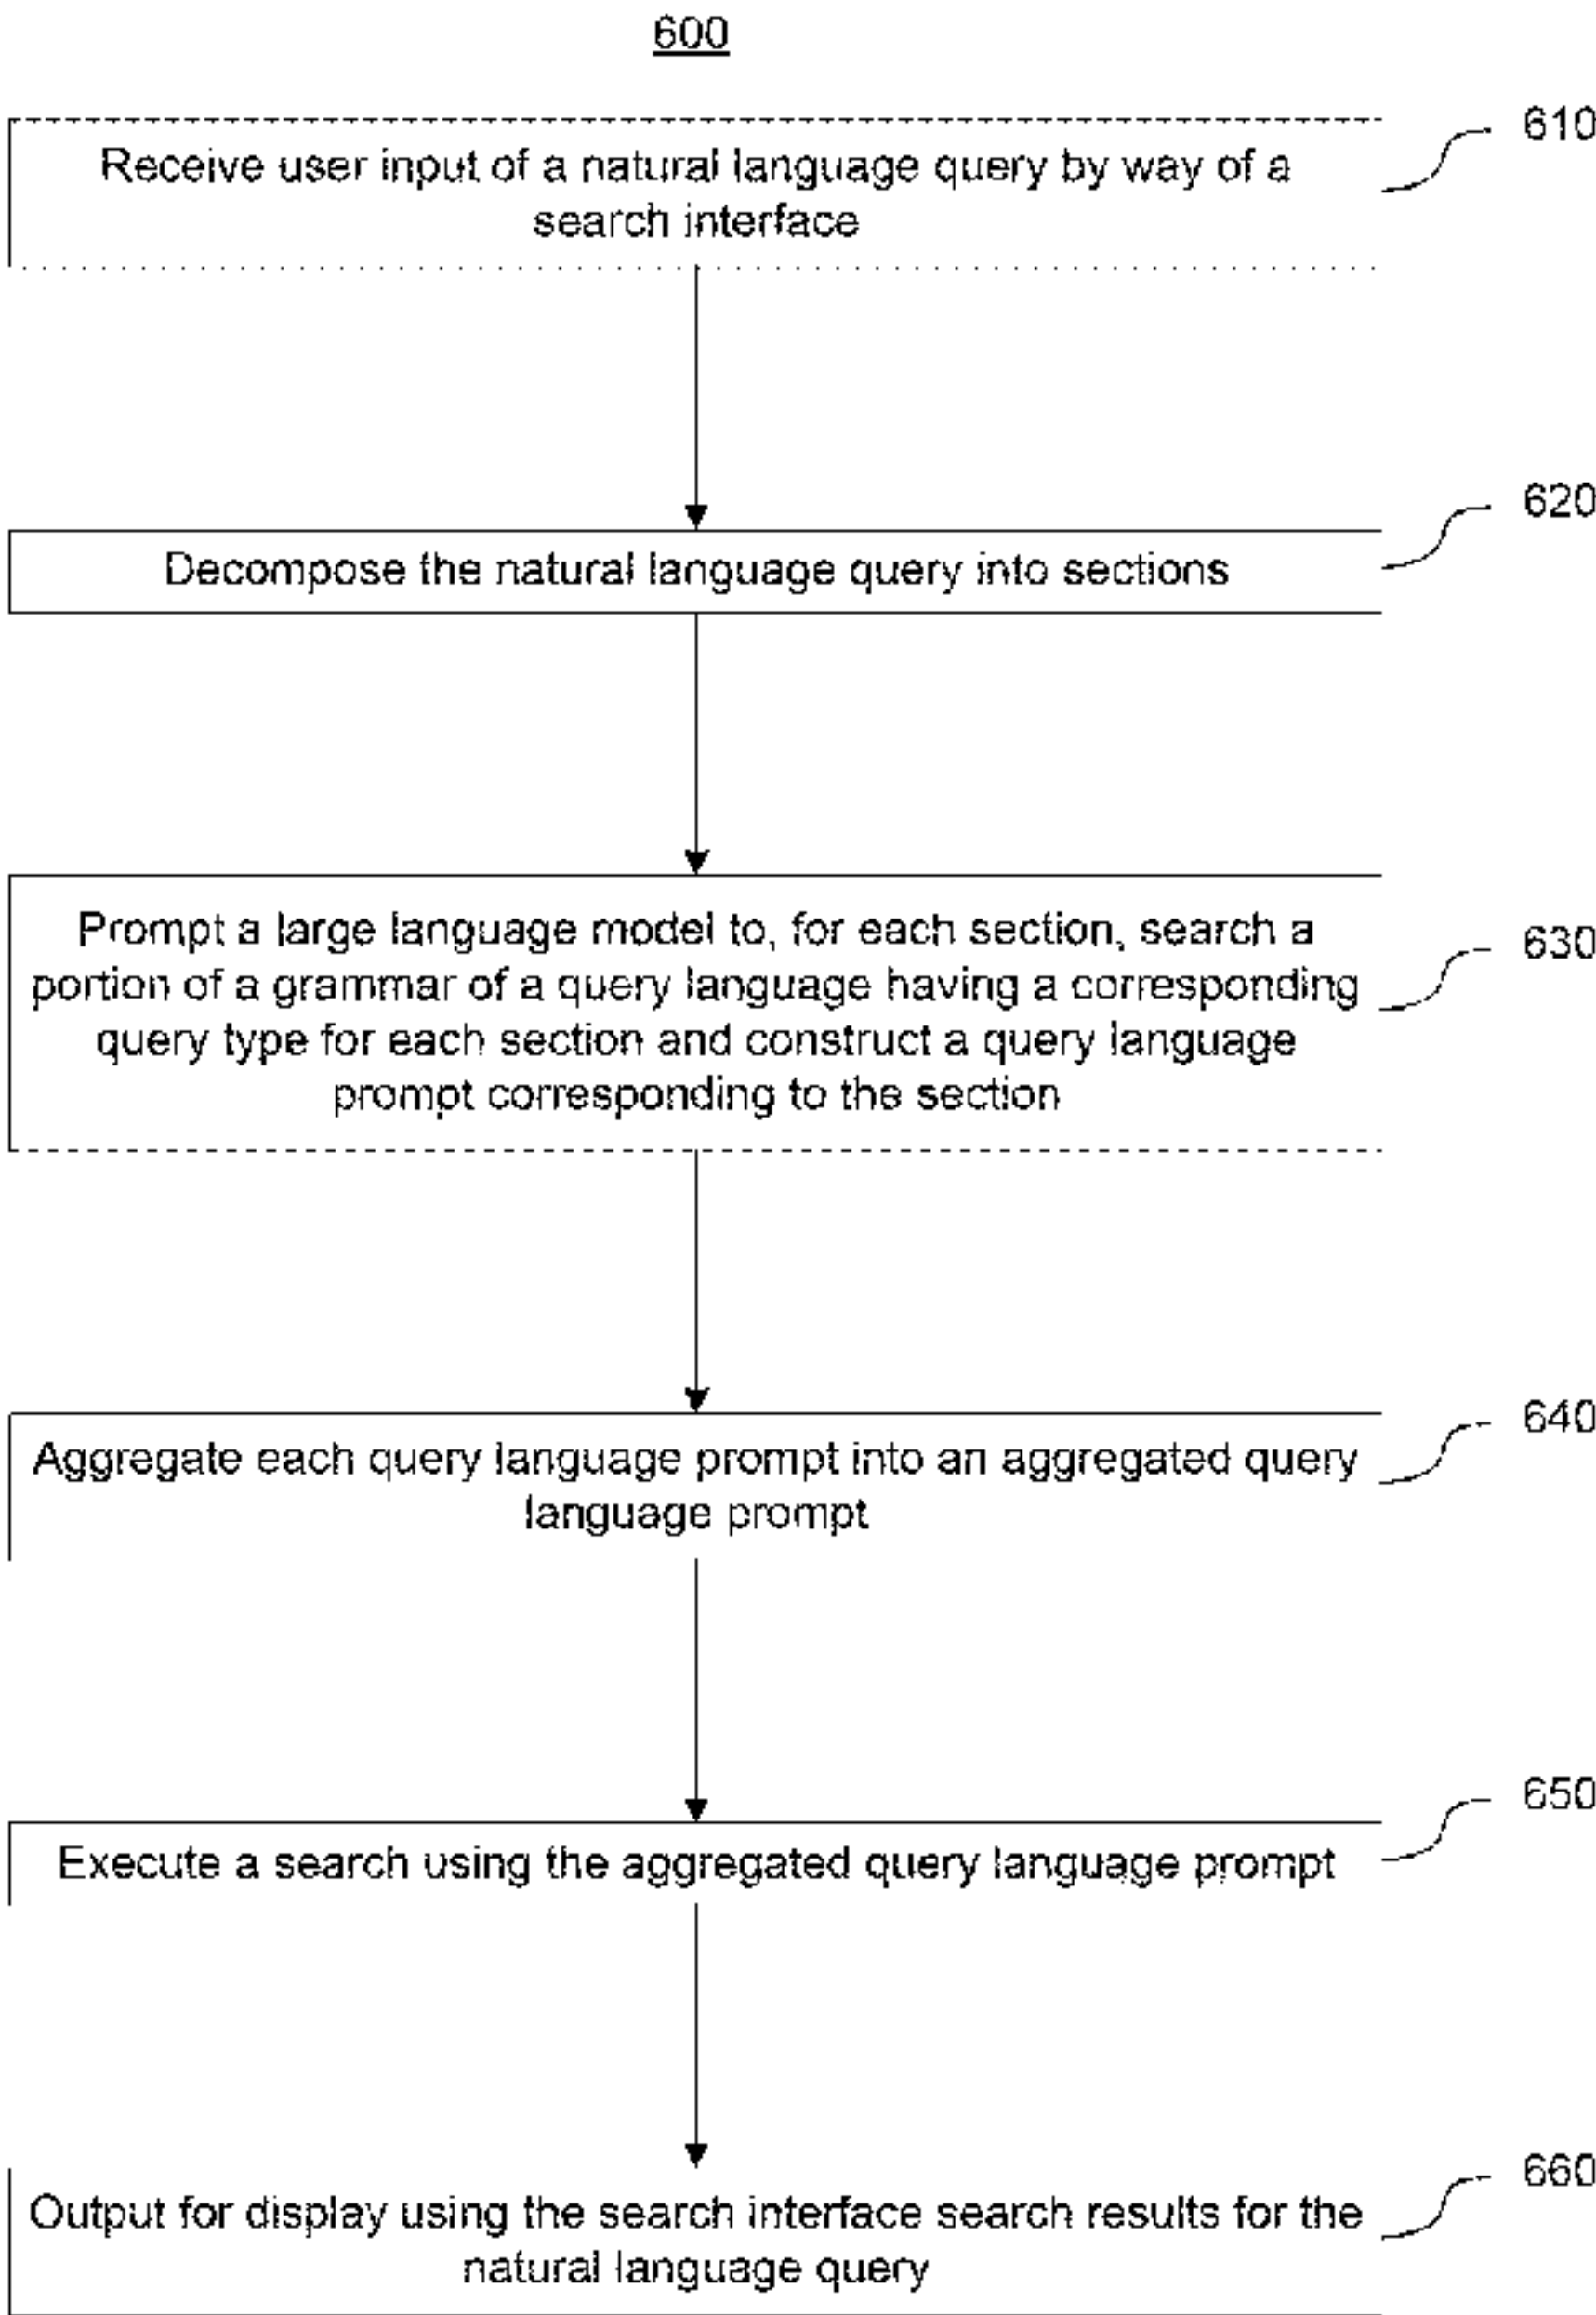 600
610
Receive user input of a natural language query by way of a
search interface
620
Decompose the natural language query into sections
Prompt a large language model to, for each section, search a
630
portion of a grammar of a query language having a corresponding
query type for each section and construct a query language
prompt corresponding to the section
640
Aggregate each query language prompt into an aggregated query
language prompt
650
Execute a search using the aggregated query language prompt
660
Output for display using the search interface search results for the
natural language query